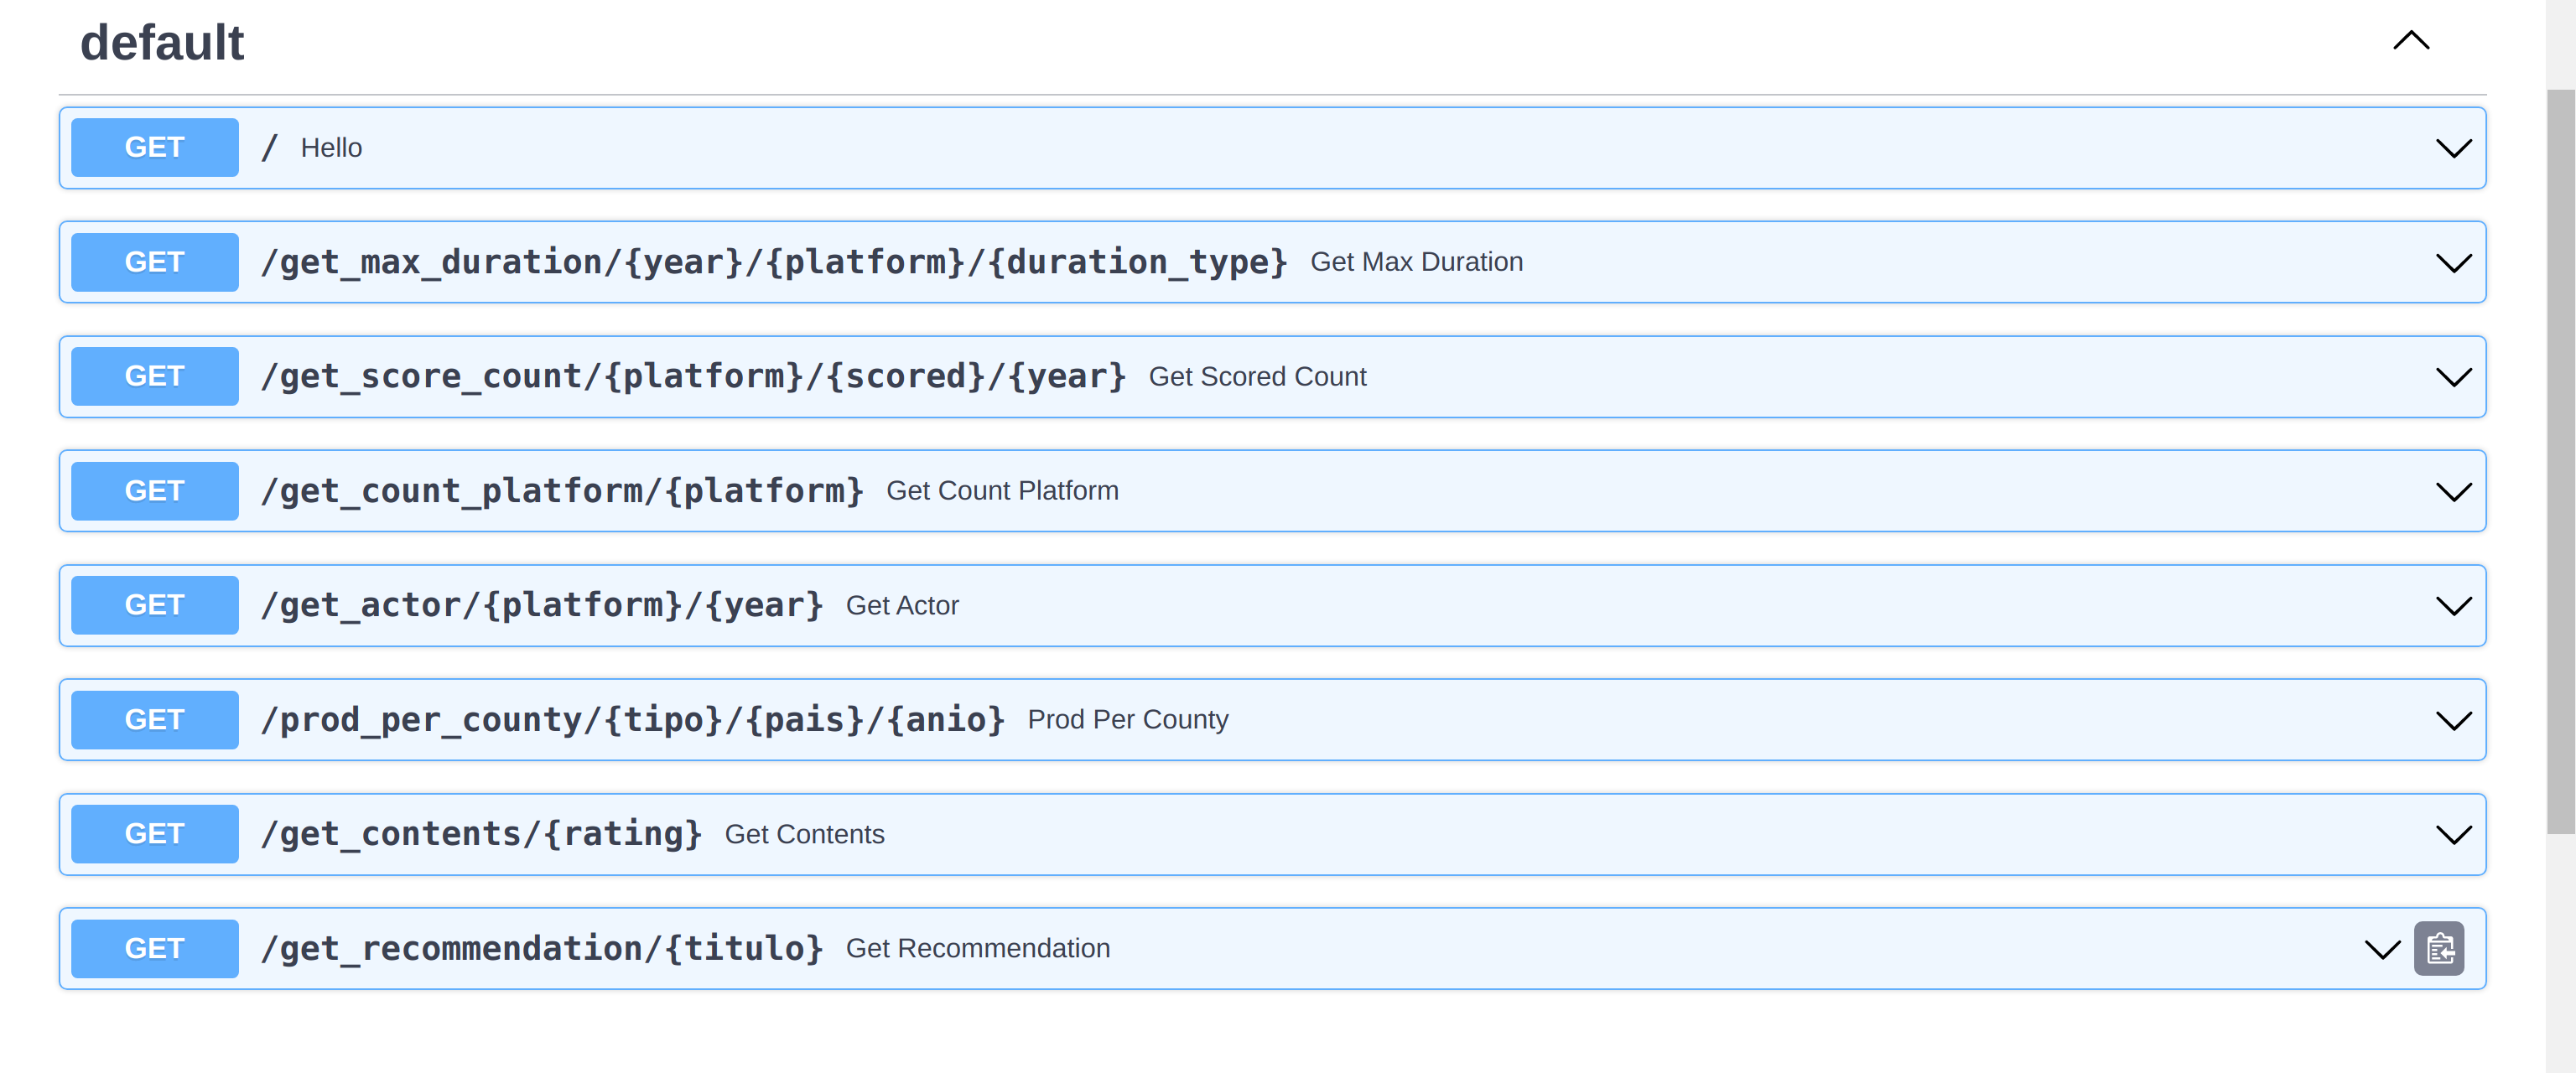 default
GET / Hello
GET /get_max_duration/{year}/{platform}/{duration_type} Get Max Duration
GET /get_score_count/{platform}/{scored}/{year} Get Scored Count
GET /get_count_platform/{platform} Get Count Platform
GET /get_actor/{platform}/{year} Get Actor
GET /prod_per_county/{tipo}/{pais}/{anio} Prod Per County
GET /get_contents/{rating} Get Contents
GET /get_recommendation/{titulo} Get Recommendation